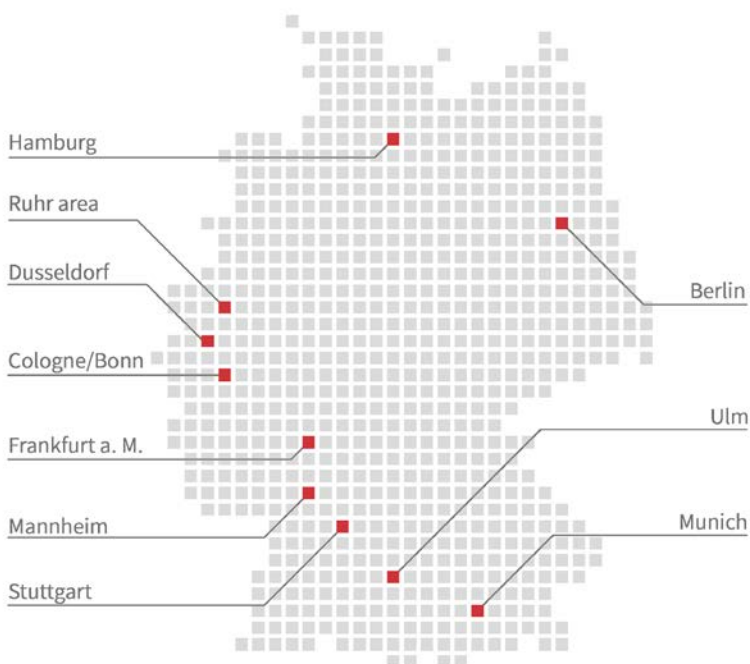 Hamburg
Ruhr area
Dusseldorf
Berlin
Cologne/Bonn
Ulm
Frankfurt a. M.
Mannheim
Munich
Stuttgart